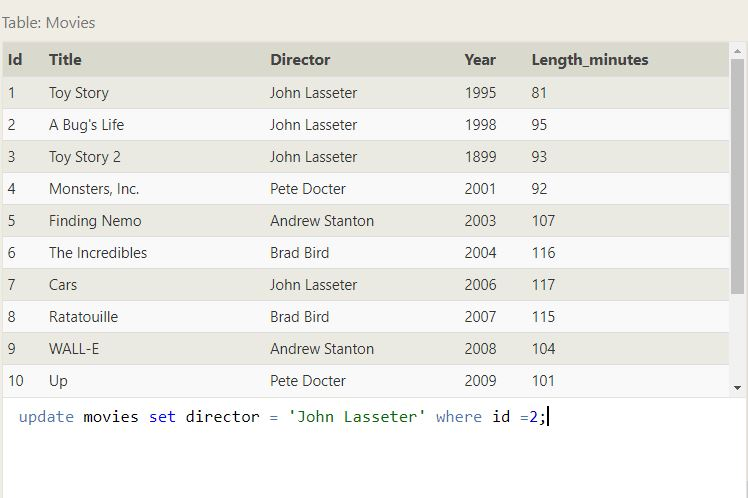 Table: Movies
Id Title Director Year Length_minutes
1 Toy Story John Lasseter 1995 81
2 A Bug's Life John Lasseter 1998 95
3 Toy Story 2 John Lasseter 1899 93
4 Monsters, Inc. Pete Docter 2001 92
5 Finding Nemo Andrew Stanton 2003 107
6 The Incredibles Brad Bird 2004 116
7 Cars John Lasseter 2006 117
8 Ratatouille Brad Bird 2007 115
9 WALL-E Andrew Stanton 2008 104
10 Up Pete Docter 2009 101
update movies set director = 'John Lasseter' where id =2;